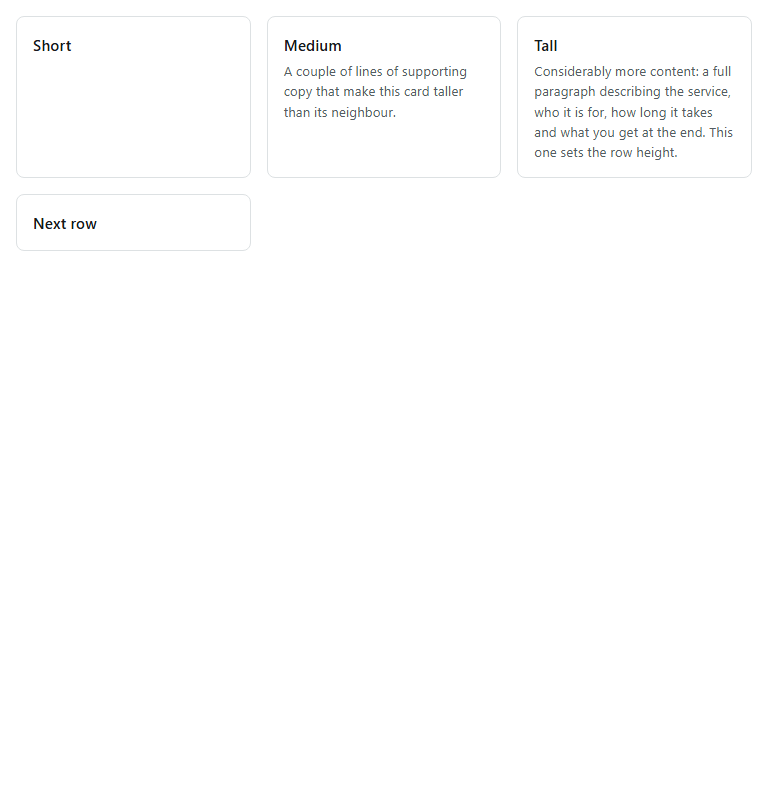 Short
Medium
A couple of lines of supporting
copy that make this card taller
than its neighbour.
Tall
Considerably more content: a full
paragraph describing the service,
who it is for, how long it takes
and what you get at the end. This
one sets the row height.
Next row